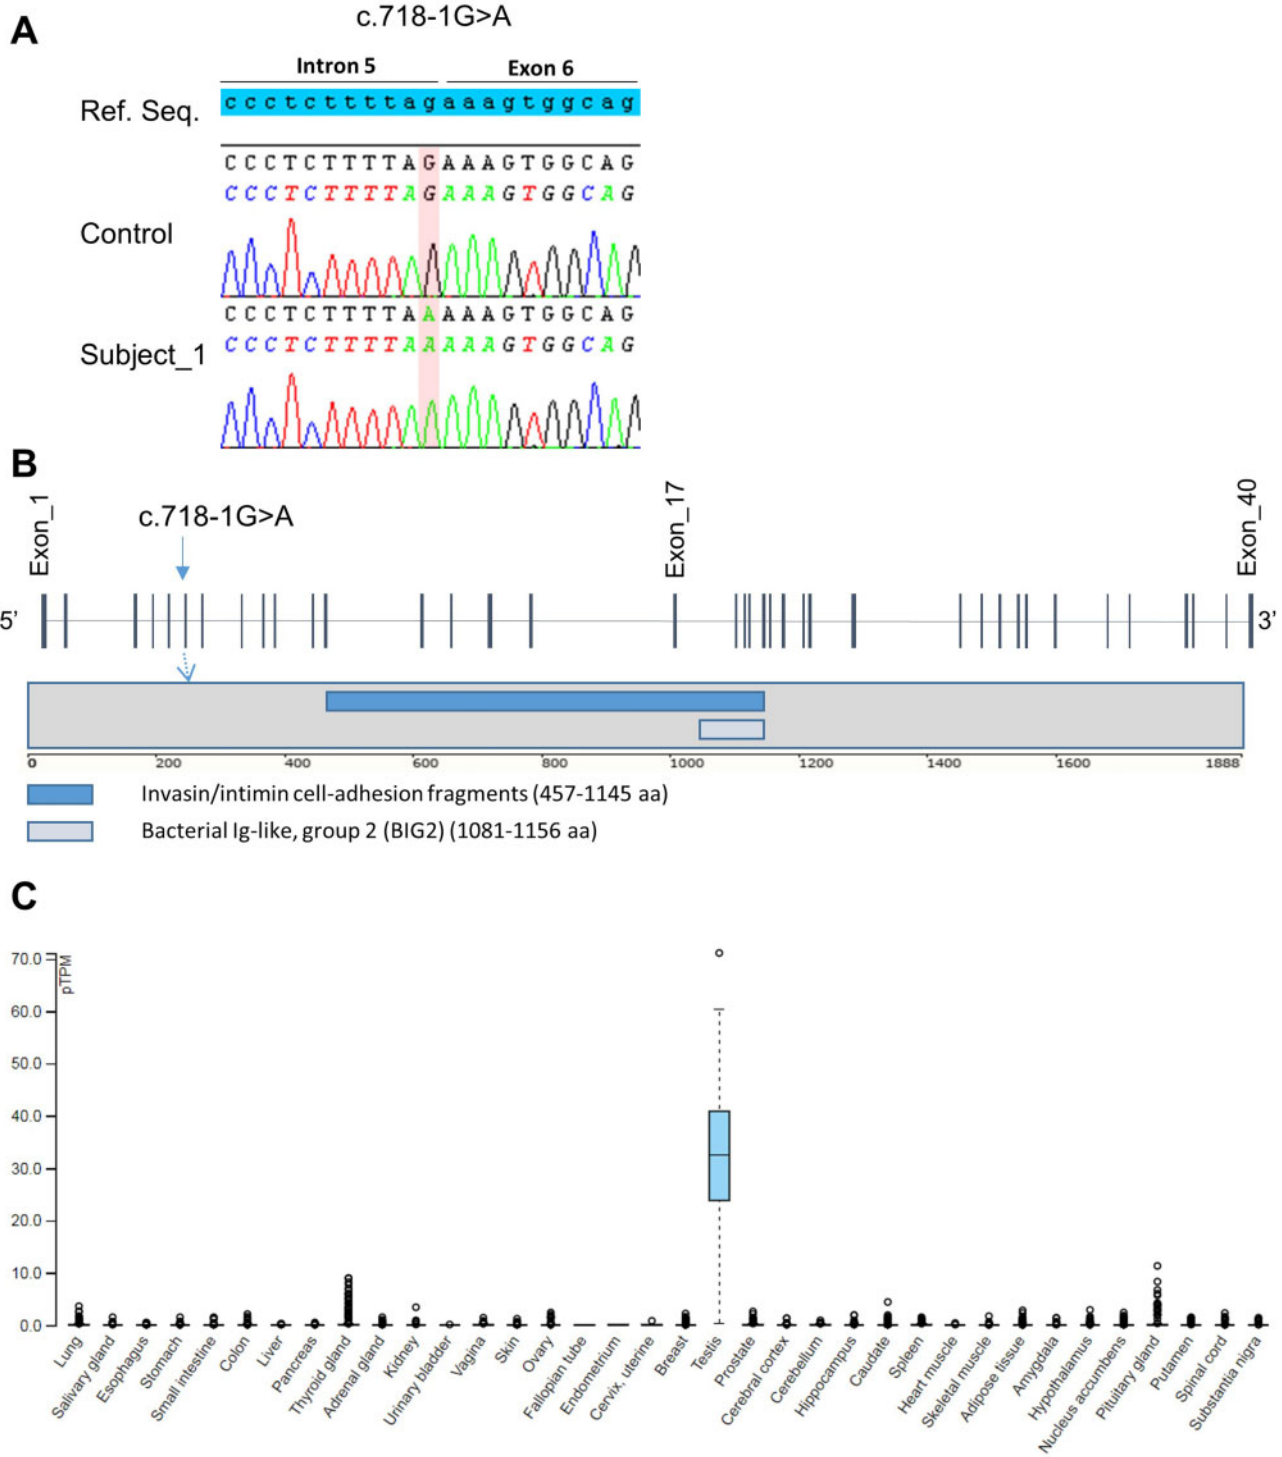 A
c.718-1G>A
Intron 5 Exon 6
Ref. Seq. c c c t c t t t t a g a a a g t g g c a g
C C C T C T T T T A G A A A G T G G C A G
C C C T C T T T T A G A A A G T G G C A G
Control
C C C T C T T T T A A A A A G T G G C A G
Subject_1 C C C T C T T T T A A A A A G T G G C A G
B
Exon_1 c.718-1G>A Exon_17 Exon_40
5’ 3’
0 200 400 600 800 1000 1200 1400 1600 1888
Invasin/intimin cell-adhesion fragments (457-1145 aa)
Bacterial Ig-like, group 2 (BIG2) (1081-1156 aa)
C
pTPM
70.0
60.0
50.0
40.0
30.0
20.0
10.0
0.0
Lung
Salivary gland
Esophagus
Stomach
Small intestine
Colon
Liver
Pancreas
Thyroid gland
Adrenal gland
Kidney
Urinary bladder
Vagina
Skin
Ovary
Fallopian tube
Endometrium
Cervix, uterine
Breast
Testis
Prostate
Cerebral cortex
Cerebellum
Hippocampus
Caudate
Spleen
Heart muscle
Skeletal muscle
Adipose tissue
Amygdala
Hypothalamus
Nucleus accumbens
Pituitary gland
Putamen
Spinal cord
Substantia nigra